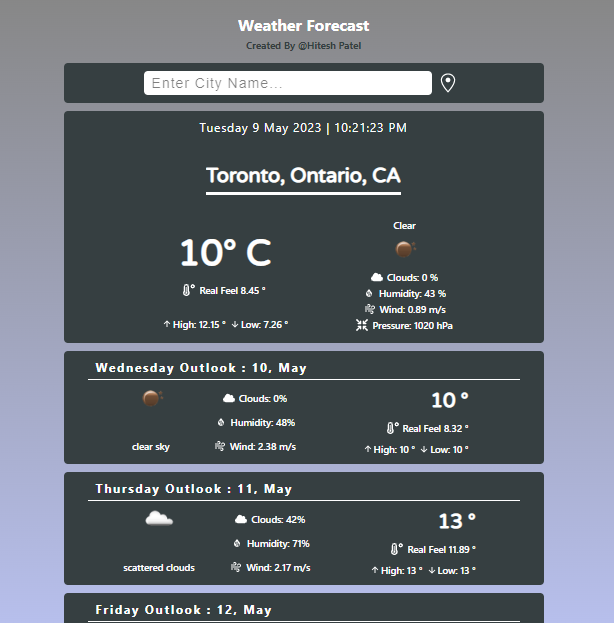 Weather Forecast
Created By @Hitesh Patel
Enter City Name...
Tuesday 9 May 2023 | 10:21:23 PM
Toronto, Ontario, CA
10° C
Real Feel 8.45 °
High: 12.15 ° Low: 7.26 °
Clear
Clouds: 0 %
Humidity: 43 %
Wind: 0.89 m/s
Pressure: 1020 hPa
Wednesday Outlook : 10, May
clear sky
Clouds: 0%
Humidity: 48%
Wind: 2.38 m/s
10 °
Real Feel 8.32 °
High: 10 ° Low: 10 °
Thursday Outlook : 11, May
scattered clouds
Clouds: 42%
Humidity: 71%
Wind: 2.17 m/s
13 °
Real Feel 11.89 °
High: 13 ° Low: 13 °
Friday Outlook : 12, May